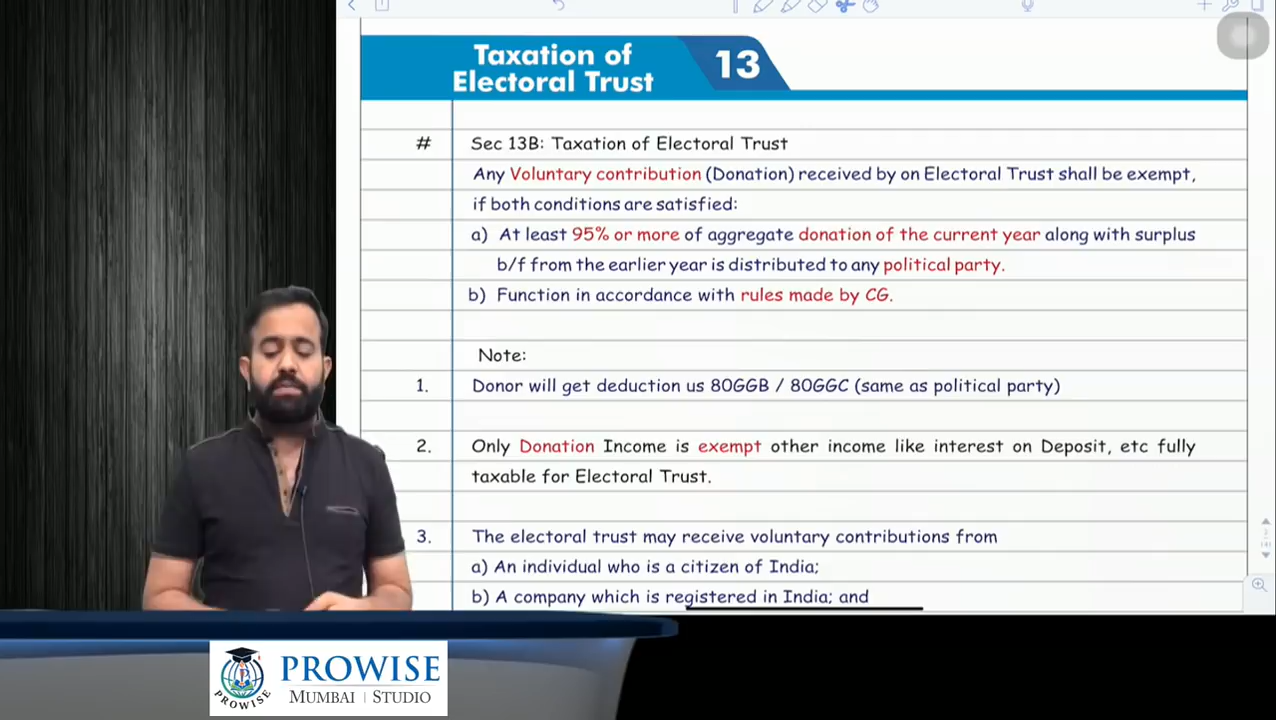 Taxation of
Electoral Trust
13
# Sec 13B: Taxation of Electoral Trust
Any Voluntary contribution (Donation) received by on Electoral Trust shall be exempt,
if both conditions are satisfied:
a) At least 95% or more of aggregate donation of the current year along with surplus
b/f from the earlier year is distributed to any political party.
b) Function in accordance with rules made by CG.
Note:
1. Donor will get deduction us 80GGB / 80GGC (same as political party)
2. Only Donation Income is exempt other income like interest on Deposit, etc fully
taxable for Electoral Trust.
3. The electoral trust may receive voluntary contributions from
a) An individual who is a citizen of India;
b) A company which is registered in India; and
PROWISE
PROWISE
MUMBAI | STUDIO